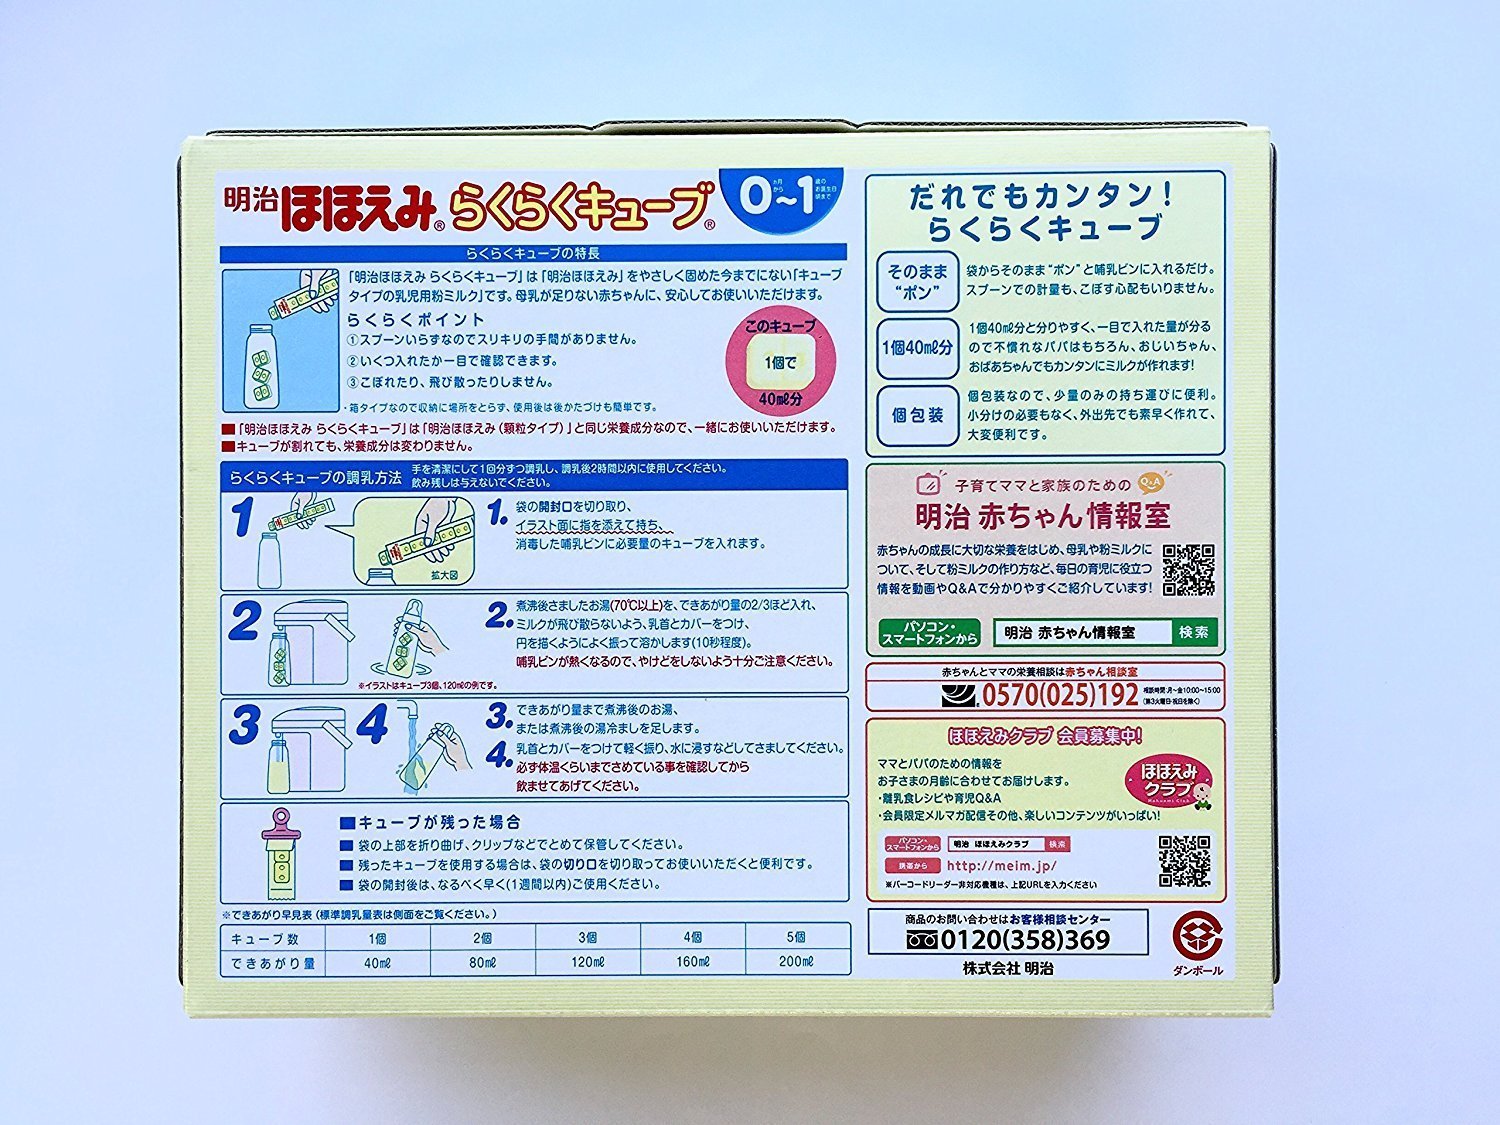 明治ほほえみ® らくらくキューブ®
0カ月から~1歳のお誕生日頃まで
らくらくキューブの特長
「明治ほほえみ らくらくキューブ」は「明治ほほえみ」をやさしく固めた今までにない「キューブ
タイプの乳児用粉ミルク」です。母乳が足りない赤ちゃんに、安心してお使いいただけます。
らくらくポイント
①スプーンいらずなのでスリキリの手間がありません。
②いくつ入れたか一目で確認できます。
③こぼれたり、飛び散ったりしません。
・箱タイプなので収納に場所をとらず、使用後は後かたづけも簡単です。
このキューブ
1個で
40㎖分
■「明治ほほえみ らくらくキューブ」は「明治ほほえみ(顆粒タイプ)」と同じ栄養成分なので、一緒にお使いいただけます。
■キューブが割れても、栄養成分は変わりません。
らくらくキューブの調乳方法
手を清潔にして1回分ずつ調乳し、調乳後2時間以内に使用してください。
飲み残しは与えないでください。
1
拡大図
1. 袋の開封口を切り取り、
イラスト面に指を添えて持ち、
消毒した哺乳ビンに必要量のキューブを入れます。
2
※イラストはキューブ3個、120㎖の例です。
2. 煮沸後さましたお湯(70℃以上)を、できあがり量の2/3ほど入れ、
ミルクが飛び散らないよう、乳首とカバーをつけ、
円を描くようによく振って溶かします(10秒程度)。
哺乳ビンが熱くなるので、やけどをしないよう十分ご注意ください。
3
4
3. できあがり量まで煮沸後のお湯、
または煮沸後の湯冷ましを足します。
4. 乳首とカバーをつけて軽く振り、水に浸すなどしてさましてください。
必ず体温くらいまでさめている事を確認してから
飲ませてあげてください。
■キューブが残った場合
■袋の上部を折り曲げ、クリップなどでとめて保管してください。
■残ったキューブを使用する場合は、袋の切り口を切り取ってお使いいただくと便利です。
■袋の開封後は、なるべく早く(1週間以内)ご使用ください。
※できあがり早見表(標準調乳量表は側面をご覧ください。)
キューブ数 1個 2個 3個 4個 5個
できあがり量 40㎖ 80㎖ 120㎖ 160㎖ 200㎖
だれでもカンタン!
らくらくキューブ
そのまま
“ポン”
袋からそのまま“ポン”と哺乳ビンに入れるだけ。
スプーンでの計量も、こぼす心配もいりません。
1個40㎖分
1個40㎖分と分りやすく、一目で入れた量が分る
ので不慣れなパパはもちろん、おじいちゃん、
おばあちゃんでもカンタンにミルクが作れます!
個包装
個包装なので、少量のみの持ち運びに便利。
小分けの必要もなく、外出先でも素早く作れて、
大変便利です。
子育てママと家族のための Q&A
明治 赤ちゃん情報室
赤ちゃんの成長に大切な栄養をはじめ、母乳や粉ミルクに
ついて、そして粉ミルクの作り方など、毎日の育児に役立つ
情報を動画やQ&Aで分かりやすくご紹介しています!
パソコン・
スマートフォンから
明治 赤ちゃん情報室 検索
赤ちゃんとママの栄養相談は赤ちゃん相談室
0570(025)192
相談時間:月~金10:00~15:00
(第3火曜日・祝日を除く)
ほほえみクラブ 会員募集中!
ママとパパのための情報を
お子さまの月齢に合わせてお届けします。
・離乳食レシピや育児Q&A
・会員限定メルマガ配信その他、楽しいコンテンツがいっぱい!
ほほえみ
クラブ
Hohoemi Club
パソコン・
スマートフォンから
明治 ほほえみクラブ 検索
携帯から http://meim.jp/
※バーコードリーダー非対応機種は、上記URLを入力ください
商品のお問い合わせはお客様相談センター
0120(358)369
株式会社 明治
ダンボール